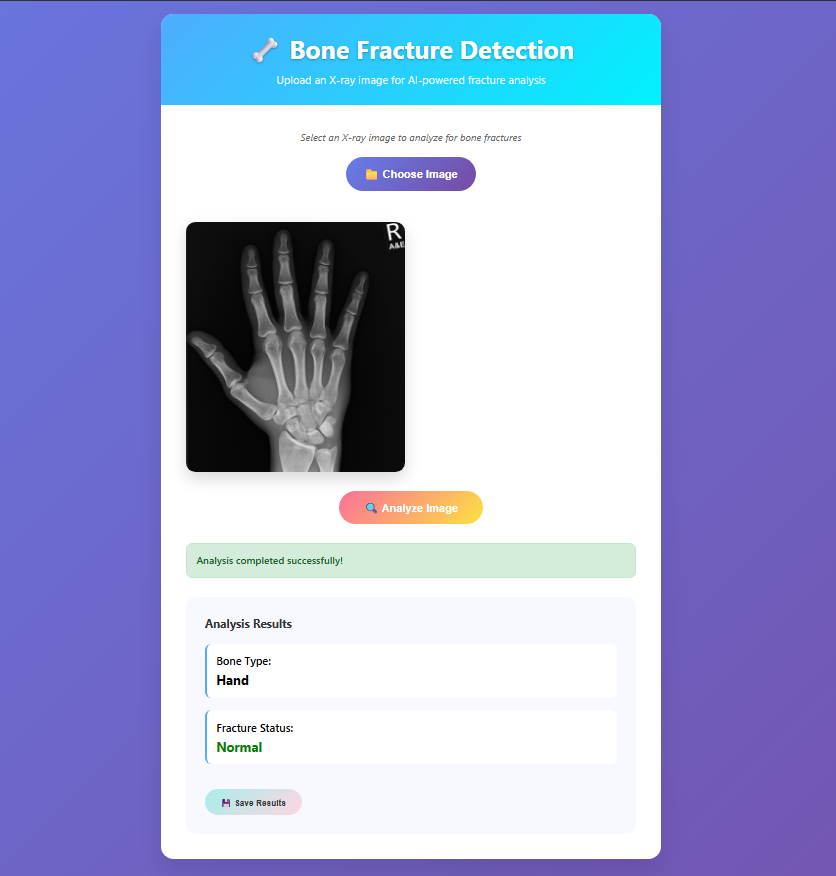 Bone Fracture Detection
Upload an X-ray image for AI-powered fracture analysis
Select an X-ray image to analyze for bone fractures
Choose Image
R
A&E
Analyze Image
Analysis completed successfully!
Analysis Results
Bone Type:
Hand
Fracture Status:
Normal
Save Results